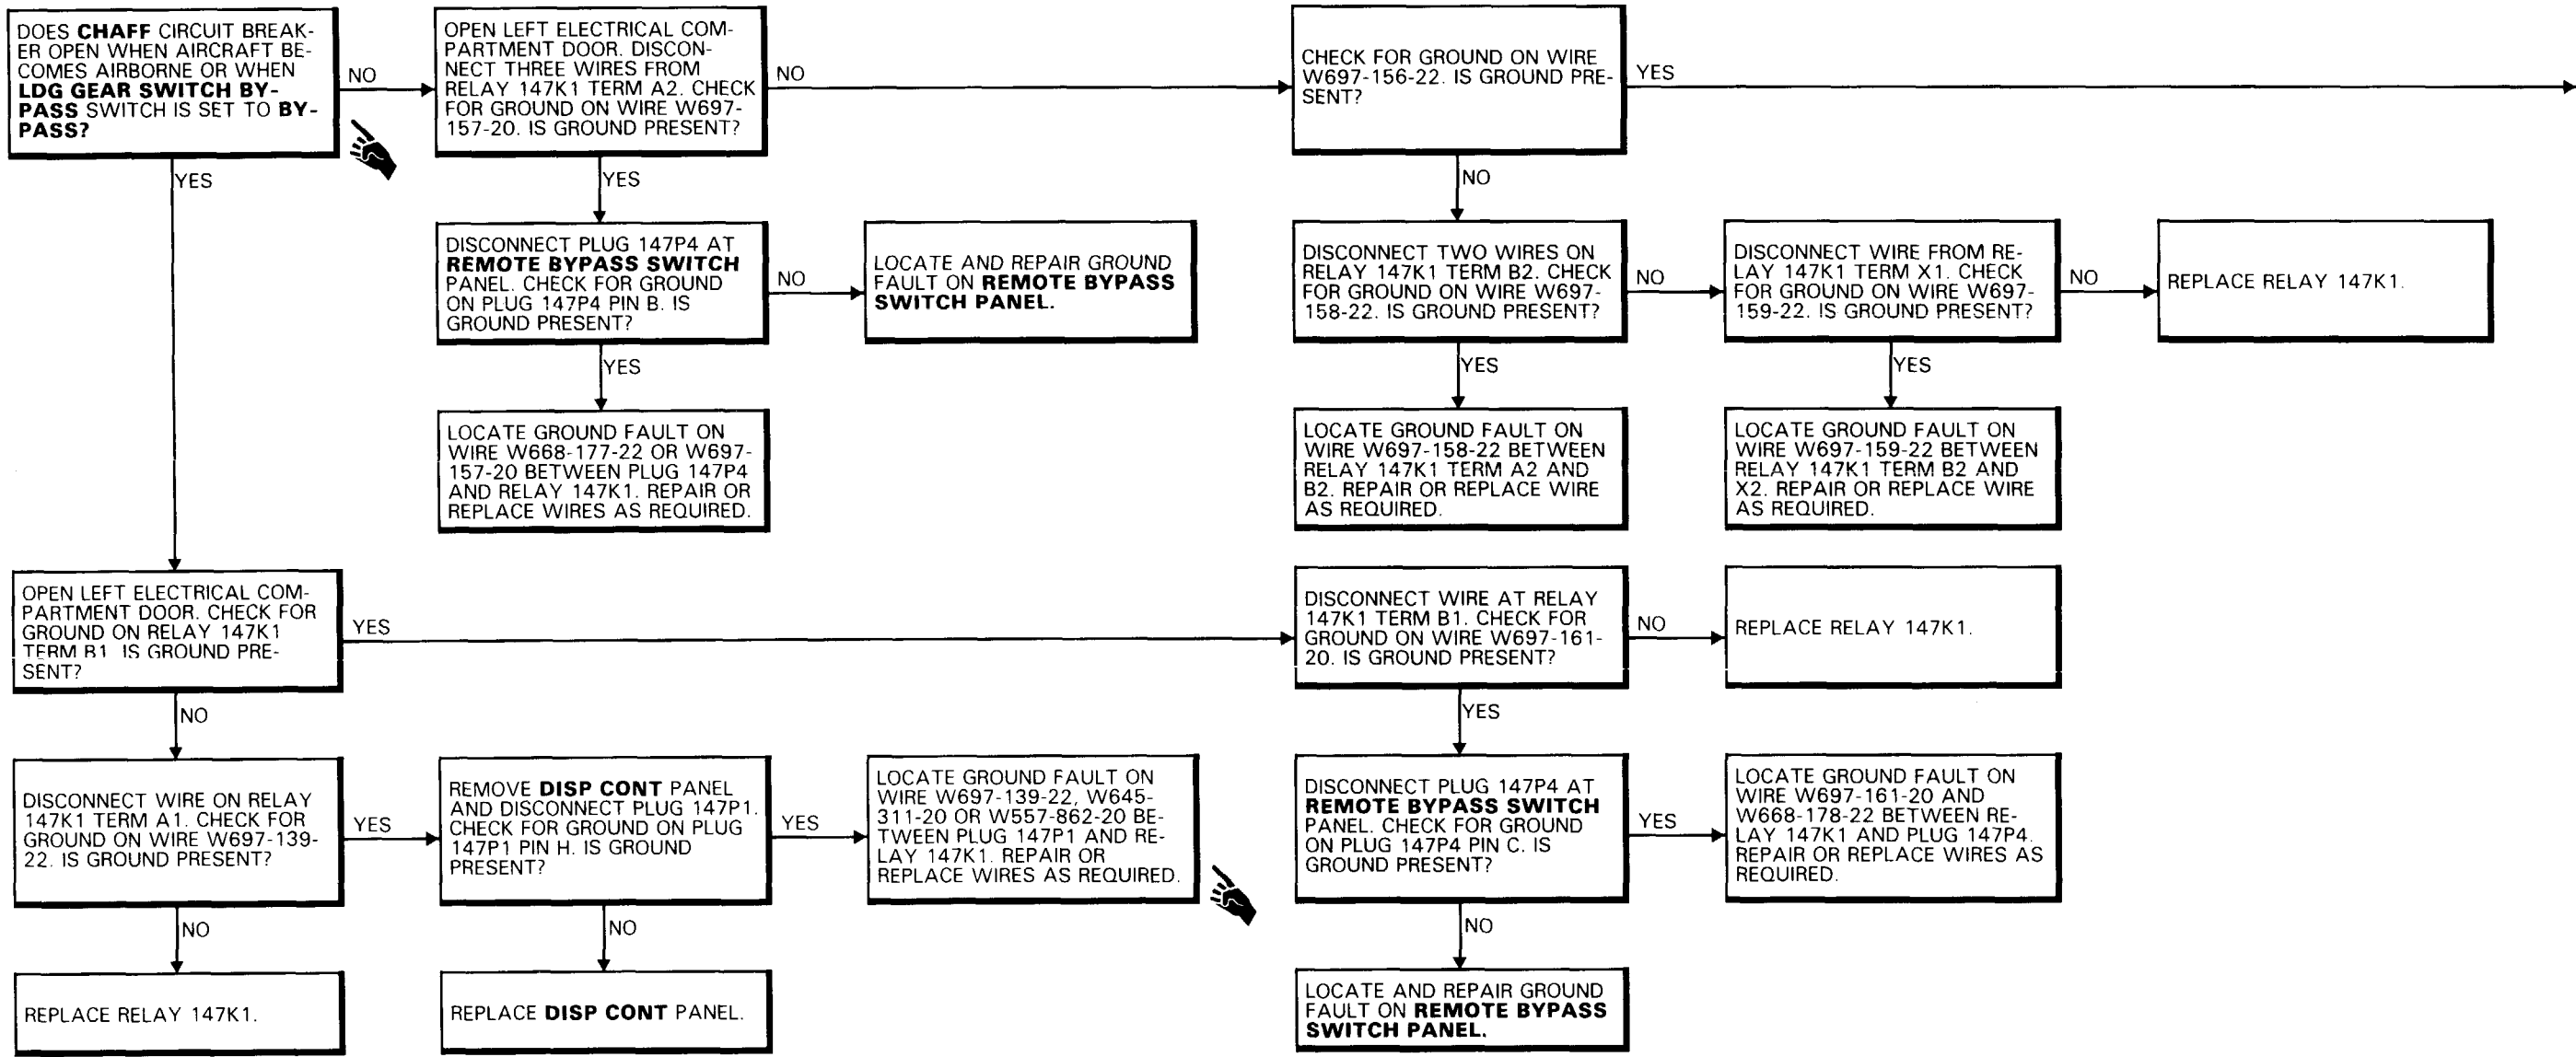 DOES CHAFF CIRCUIT BREAK-
ER OPEN WHEN AIRCRAFT BE-
COMES AIRBORNE OR WHEN
LDG GEAR SWITCH BY-
PASS SWITCH IS SET TO BY-
PASS?
NO
OPEN LEFT ELECTRICAL COM-
PARTMENT DOOR. DISCON-
NECT THREE WIRES FROM
RELAY 147K1 TERM A2. CHECK
FOR GROUND ON WIRE W697-
157-20. IS GROUND PRESENT?
NO
CHECK FOR GROUND ON WIRE
W697-156-22. IS GROUND PRE-
SENT?
YES
YES
YES
NO
DISCONNECT PLUG 147P4 AT
REMOTE BYPASS SWITCH
PANEL. CHECK FOR GROUND
ON PLUG 147P4 PIN B. IS
GROUND PRESENT?
NO
LOCATE AND REPAIR GROUND
FAULT ON REMOTE BYPASS
SWITCH PANEL.
DISCONNECT TWO WIRES ON
RELAY 147K1 TERM B2. CHECK
FOR GROUND ON WIRE W697-
158-22. IS GROUND PRESENT?
NO
DISCONNECT WIRE FROM RE-
LAY 147K1 TERM X1. CHECK
FOR GROUND ON WIRE W697-
159-22. IS GROUND PRESENT?
NO
REPLACE RELAY 147K1.
YES
YES
YES
LOCATE GROUND FAULT ON
WIRE W668-177-22 OR W697-
157-20 BETWEEN PLUG 147P4
AND RELAY 147K1. REPAIR OR
REPLACE WIRES AS REQUIRED.
LOCATE GROUND FAULT ON
WIRE W697-158-22 BETWEEN
RELAY 147K1 TERM A2 AND
B2. REPAIR OR REPLACE WIRE
AS REQUIRED.
LOCATE GROUND FAULT ON
WIRE W697-159-22 BETWEEN
RELAY 147K1 TERM B2 AND
X2. REPAIR OR REPLACE WIRE
AS REQUIRED.
OPEN LEFT ELECTRICAL COM-
PARTMENT DOOR. CHECK FOR
GROUND ON RELAY 147K1
TERM B1. IS GROUND PRE-
SENT?
YES
DISCONNECT WIRE AT RELAY
147K1 TERM B1. CHECK FOR
GROUND ON WIRE W697-161-
20. IS GROUND PRESENT?
NO
REPLACE RELAY 147K1.
NO
YES
DISCONNECT WIRE ON RELAY
147K1 TERM A1. CHECK FOR
GROUND ON WIRE W697-139-
22. IS GROUND PRESENT?
YES
REMOVE DISP CONT PANEL
AND DISCONNECT PLUG 147P1.
CHECK FOR GROUND ON PLUG
147P1 PIN H. IS GROUND
PRESENT?
YES
LOCATE GROUND FAULT ON
WIRE W697-139-22, W645-
311-20 OR W557-862-20 BE-
TWEEN PLUG 147P1 AND RE-
LAY 147K1. REPAIR OR
REPLACE WIRES AS REQUIRED.
DISCONNECT PLUG 147P4 AT
REMOTE BYPASS SWITCH
PANEL. CHECK FOR GROUND
ON PLUG 147P4 PIN C. IS
GROUND PRESENT?
YES
LOCATE GROUND FAULT ON
WIRE W697-161-20 AND
W668-178-22 BETWEEN RE-
LAY 147K1 AND PLUG 147P4.
REPAIR OR REPLACE WIRES AS
REQUIRED.
NO
NO
NO
REPLACE RELAY 147K1.
REPLACE DISP CONT PANEL.
LOCATE AND REPAIR GROUND
FAULT ON REMOTE BYPASS
SWITCH PANEL.